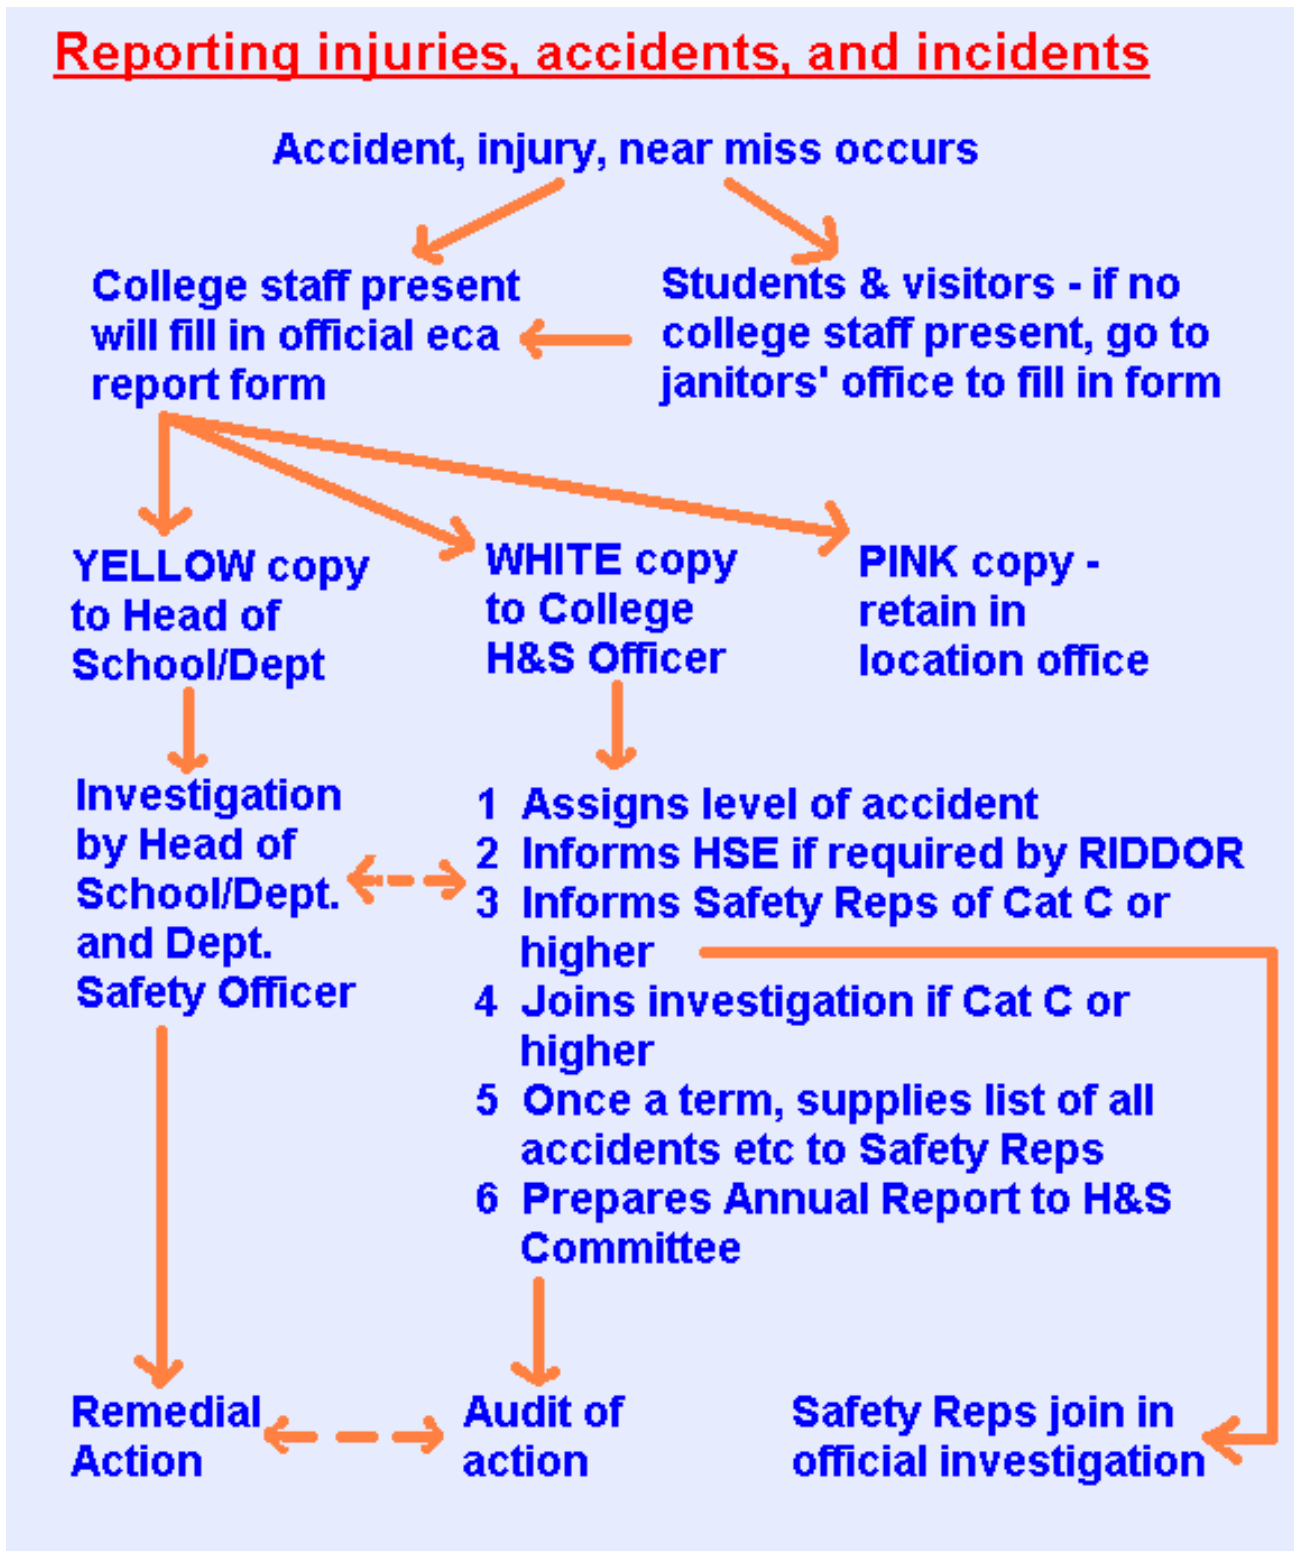 Reporting injuries, accidents, and incidents
Accident, injury, near miss occurs
College staff present
will fill in official eca
report form
Students & visitors - if no
college staff present, go to
janitors' office to fill in form
YELLOW copy
to Head of
School/Dept
WHITE copy
to College
H&S Officer
PINK copy -
retain in
location office
Investigation
by Head of
School/Dept.
and Dept.
Safety Officer
1 Assigns level of accident
2 Informs HSE if required by RIDDOR
3 Informs Safety Reps of Cat C or
higher
4 Joins investigation if Cat C or
higher
5 Once a term, supplies list of all
accidents etc to Safety Reps
6 Prepares Annual Report to H&S
Committee
Remedial
Action
Audit of
action
Safety Reps join in
official investigation